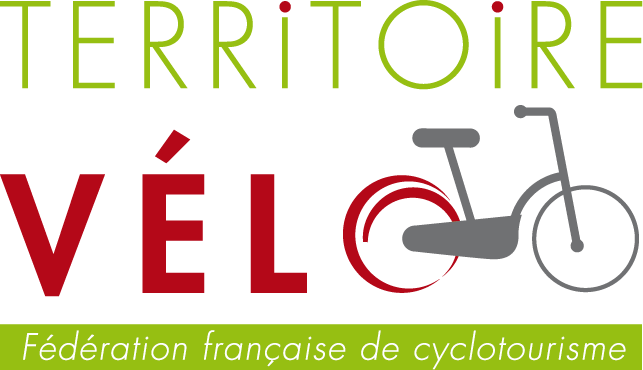 TERRiTOiRE
VÉLO
Fédération française de cyclotourisme